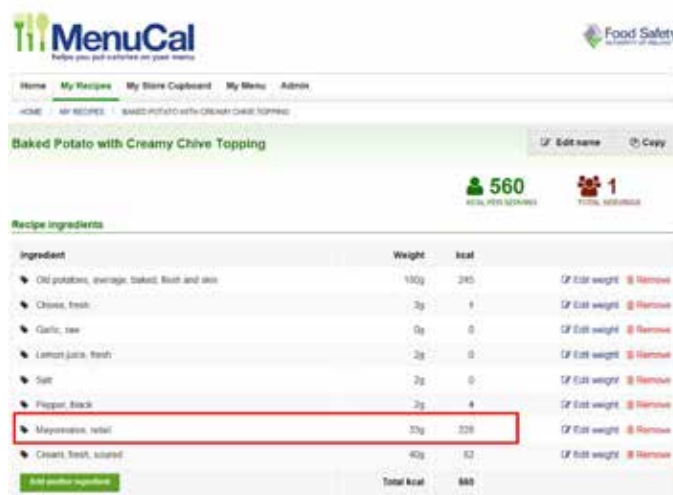 MenuCal
helps you put calories on your menu
Food Safety
AUTHORITY OF IRELAND
Home My Recipes My Store Cupboard My Menu Admin
HOME MY RECIPES BAKED POTATO WITH CREAMY CHIVE TOPPING
Baked Potato with Creamy Chive Topping
Edit name Copy
560 1
KCAL PER SERVING TOTAL SERVINGS
Recipe ingredients
Ingredient Weight kcal
Old potatoes, average, baked, flesh and skin 245 Edit weight Remove
Chives, fresh 3g 1 Edit weight Remove
Garlic, raw 0g 0 Edit weight Remove
Lemon juice, fresh 2g 0 Edit weight Remove
Salt 2g 0 Edit weight Remove
Pepper, black 2g 4 Edit weight Remove
Mayonnaise, retail 33g 228 Edit weight Remove
Cream, fresh, soured 40g 82 Edit weight Remove
Add another ingredient Total kcal 560